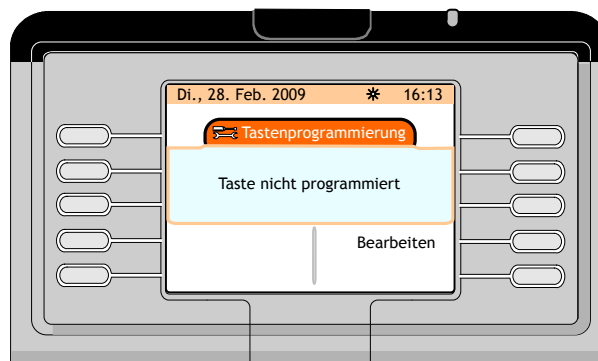 Di., 28. Feb. 2009 16:13
Tastenprogrammierung
Taste nicht programmiert
Bearbeiten